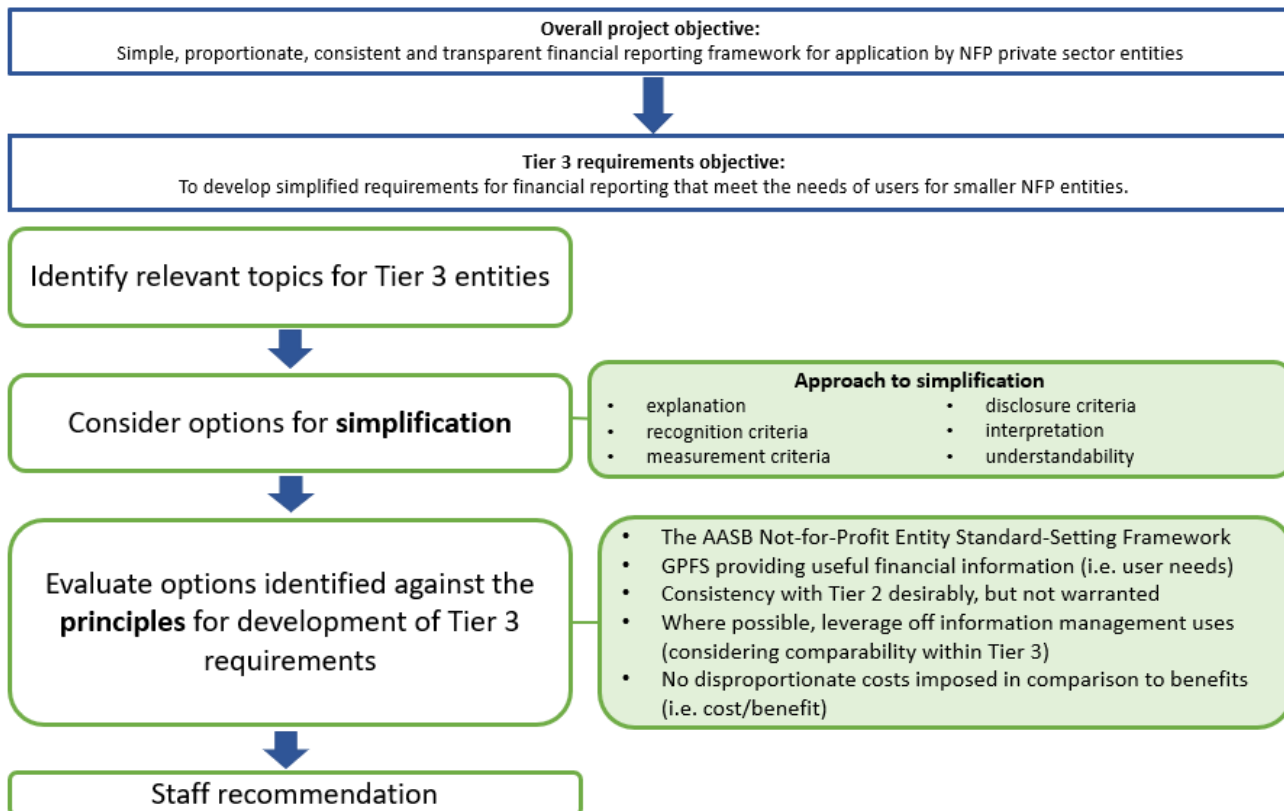 Overall project objective:
Simple, proportionate, consistent and transparent financial reporting framework for application by NFP private sector entities
Tier 3 requirements objective:
To develop simplified requirements for financial reporting that meet the needs of users for smaller NFP entities.
Identify relevant topics for Tier 3 entities
Consider options for simplification
Approach to simplification
• explanation
• recognition criteria
• measurement criteria
• disclosure criteria
• interpretation
• understandability
Evaluate options identified against the
principles for development of Tier 3
requirements
• The AASB Not-for-Profit Entity Standard-Setting Framework
• GPFS providing useful financial information (i.e. user needs)
• Consistency with Tier 2 desirably, but not warranted
• Where possible, leverage off information management uses
(considering comparability within Tier 3)
• No disproportionate costs imposed in comparison to benefits
(i.e. cost/benefit)
Staff recommendation